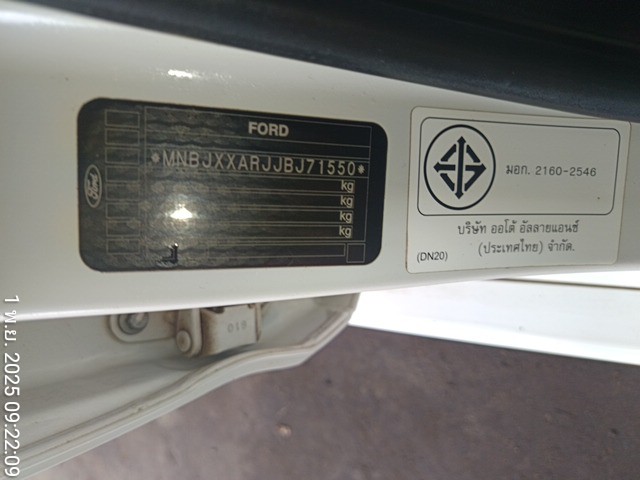 FORD
*MNBJXXARJJBJ71550*
kg
kg
kg
kg
Ford
มอก. 2160-2546
บริษัท ออโต้ อัลลายแอนซ์
(ประเทศไทย) จำกัด.
(DN20)
610
1 พ.ย. 2025 09:22:09